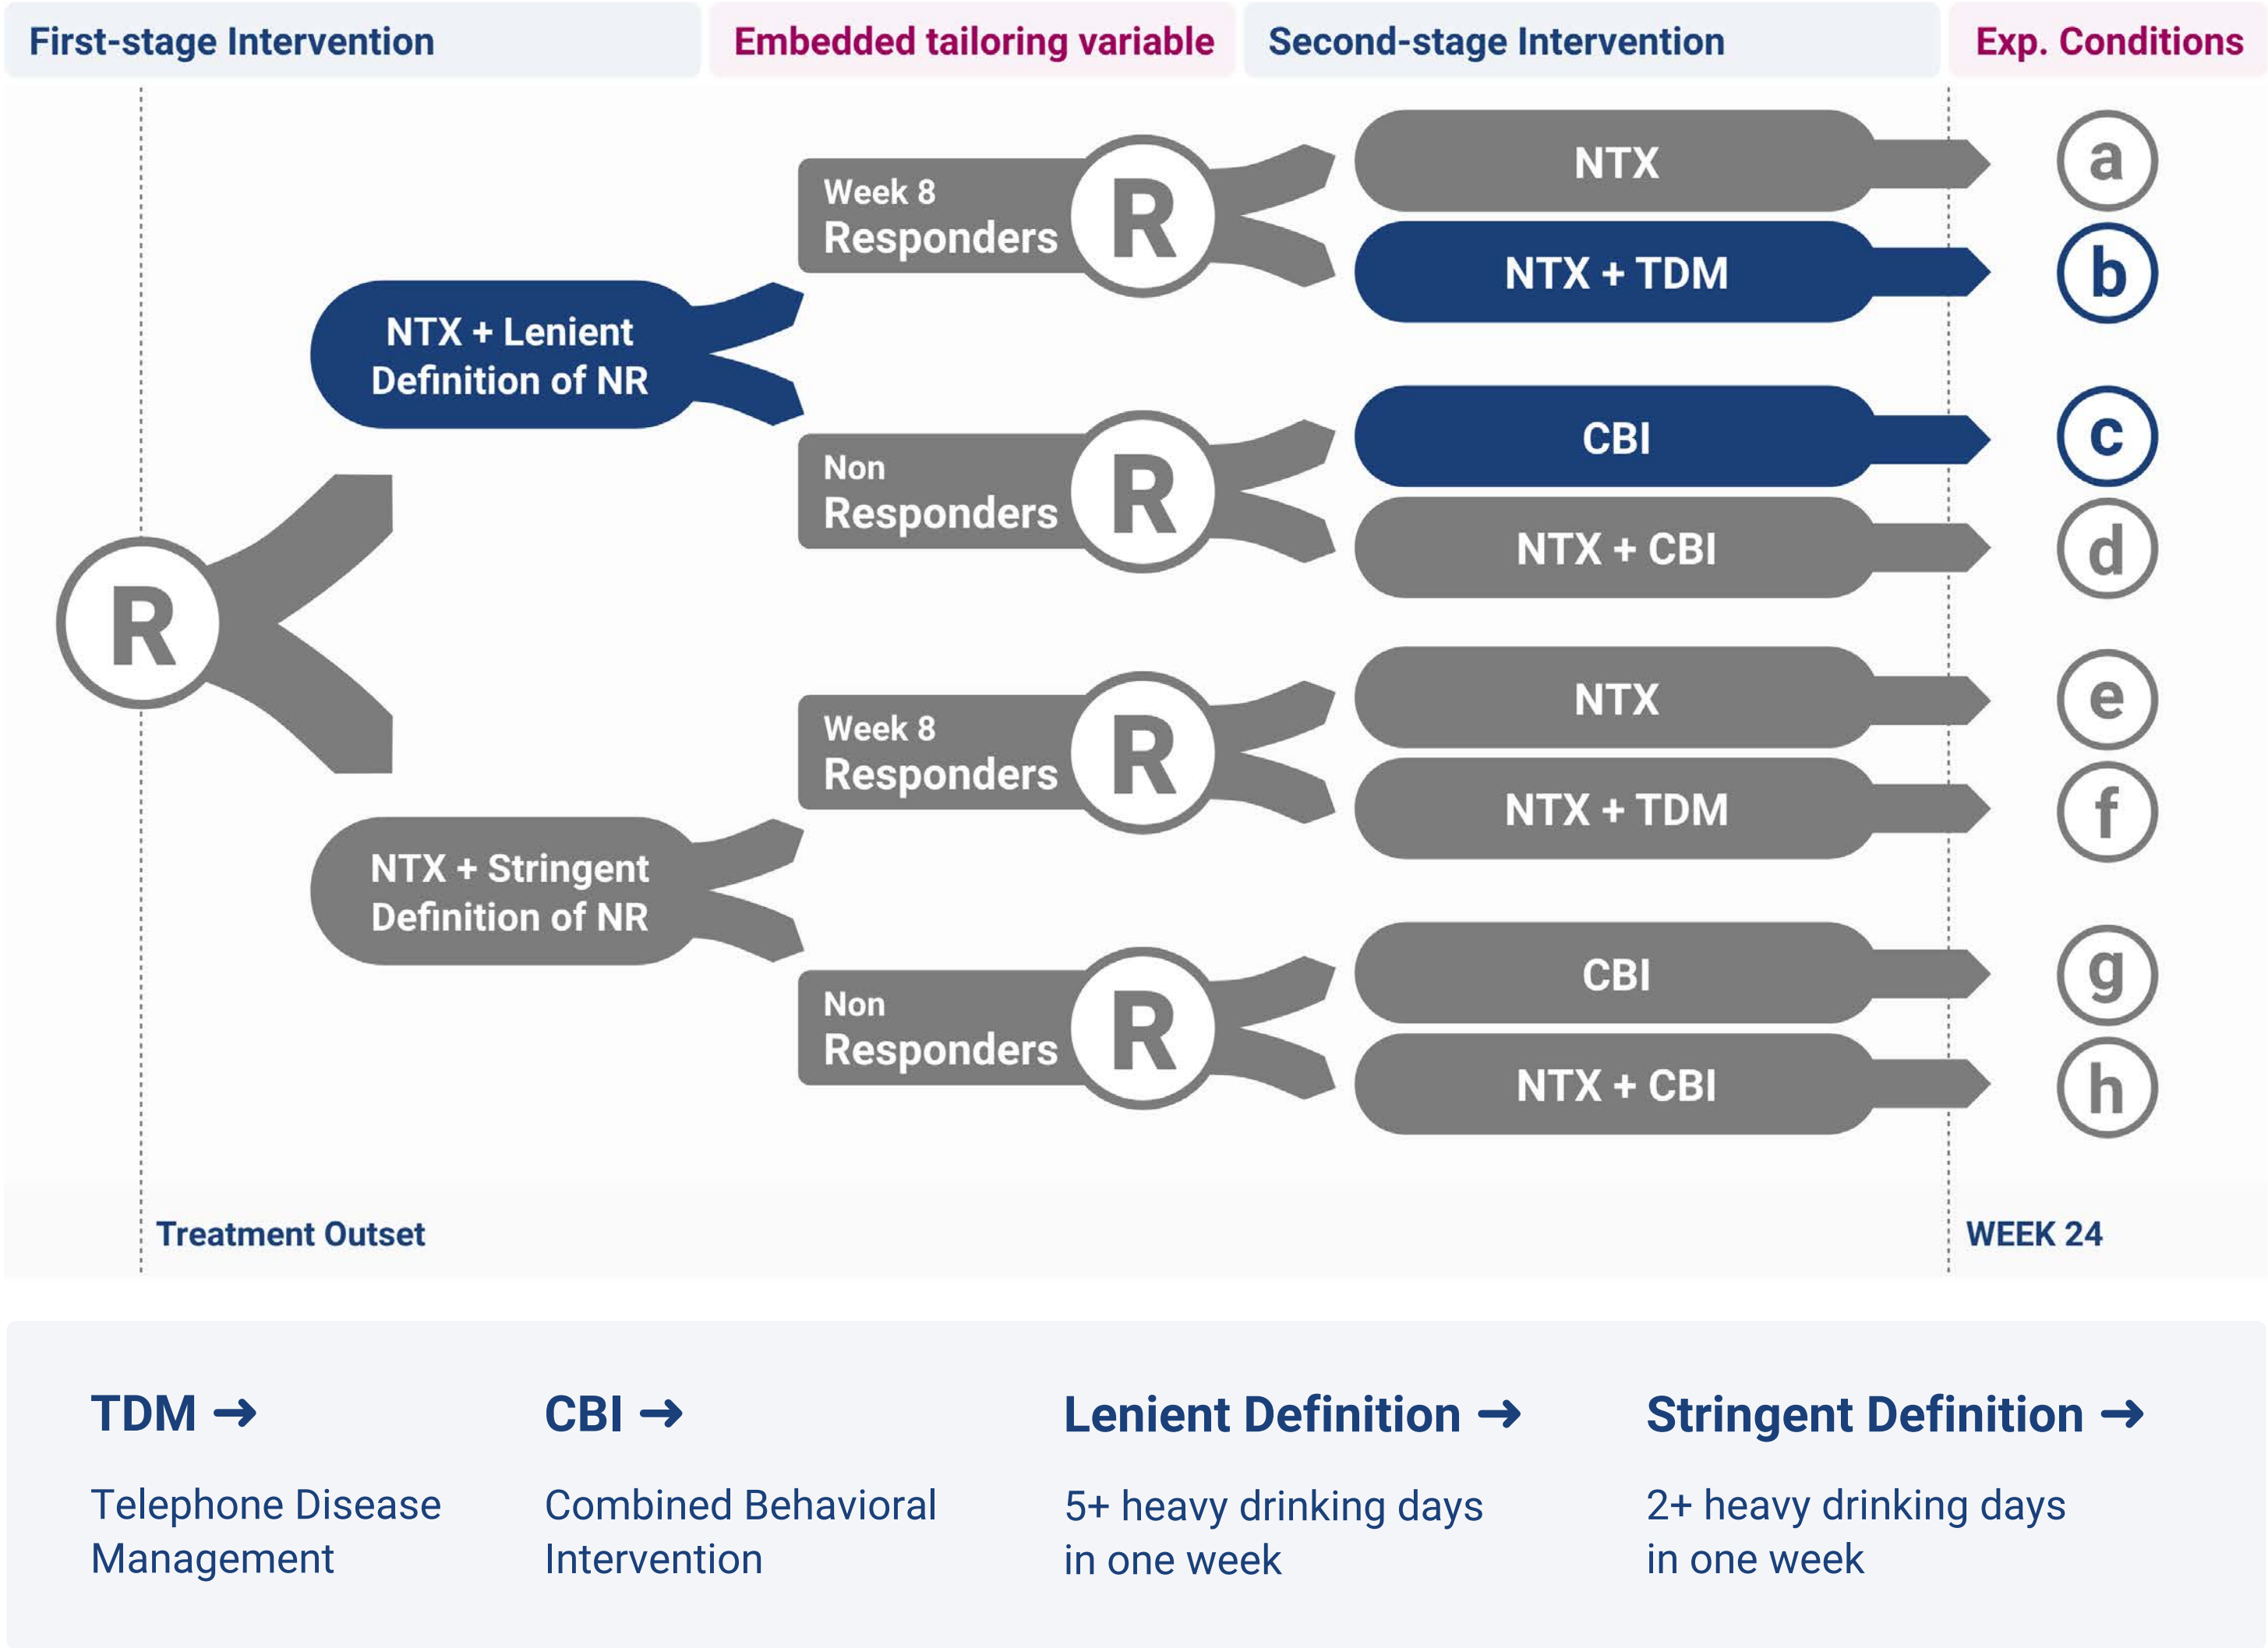 First-stage Intervention
Embedded tailoring variable
Second-stage Intervention
Exp. Conditions
R
NTX + Lenient
Definition of NR
NTX + Stringent
Definition of NR
Week 8
Responders
R
NTX
a
NTX + TDM
b
Non
Responders
R
CBI
c
NTX + CBI
d
Week 8
Responders
R
NTX
e
NTX + TDM
f
Non
Responders
R
CBI
g
NTX + CBI
h
Treatment Outset
WEEK 24
TDM →
Telephone Disease
Management
CBI →
Combined Behavioral
Intervention
Lenient Definition →
5+ heavy drinking days
in one week
Stringent Definition →
2+ heavy drinking days
in one week